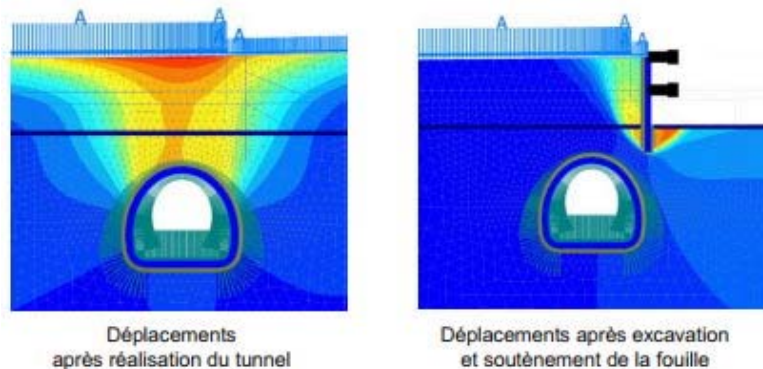 A
A
A
A
A
A
Déplacements
après réalisation du tunnel
Déplacements après excavation
et soutènement de la fouille